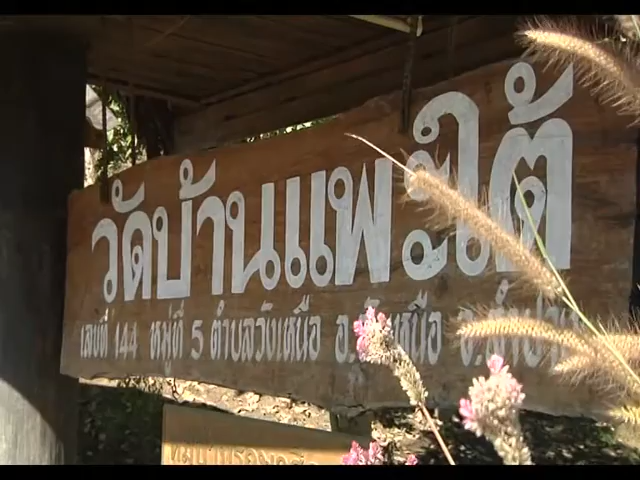 วัดบ้านแพะใต้
เลขที่ 144 หมู่ที่ 5 ตำบลวังเหนือ อ.วังเหนือ จ.ลำปาง